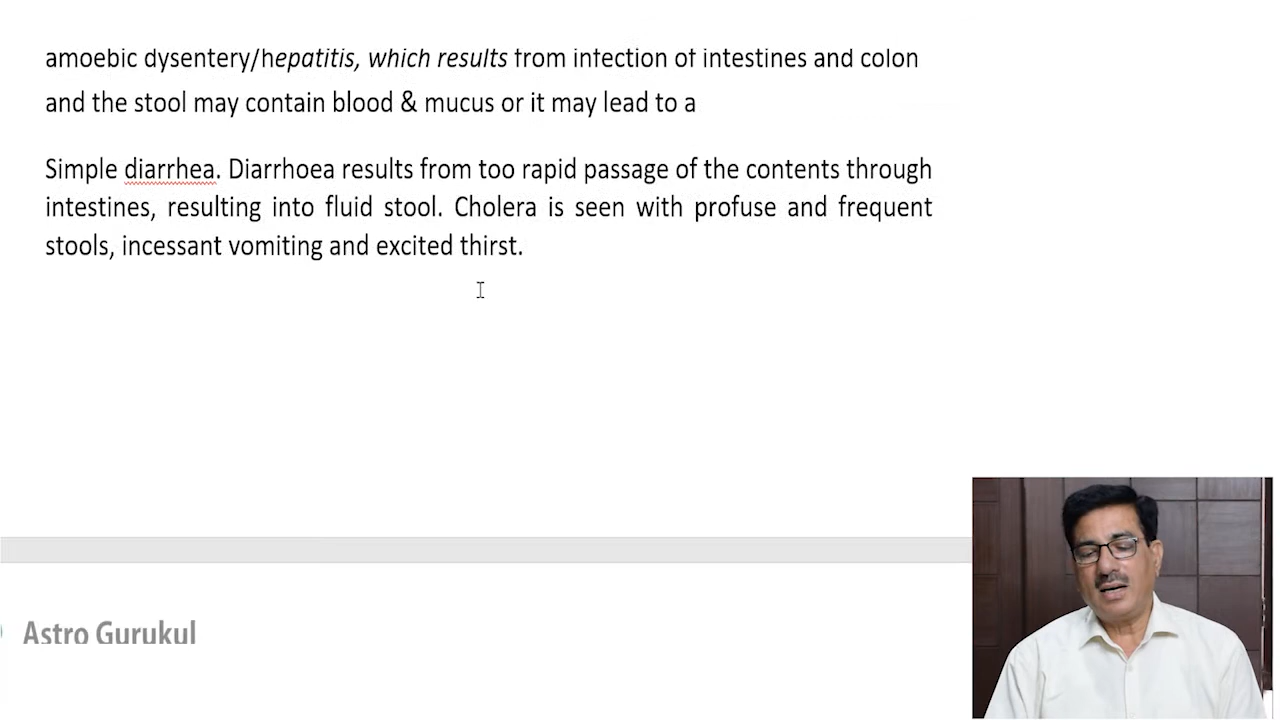 amoebic dysentery/hepatitis, which results from infection of intestines and colon
and the stool may contain blood & mucus or it may lead to a
Simple diarrhea. Diarrhoea results from too rapid passage of the contents through
intestines, resulting into fluid stool. Cholera is seen with profuse and frequent
stools, incessant vomiting and excited thirst.
Astro Gurukul